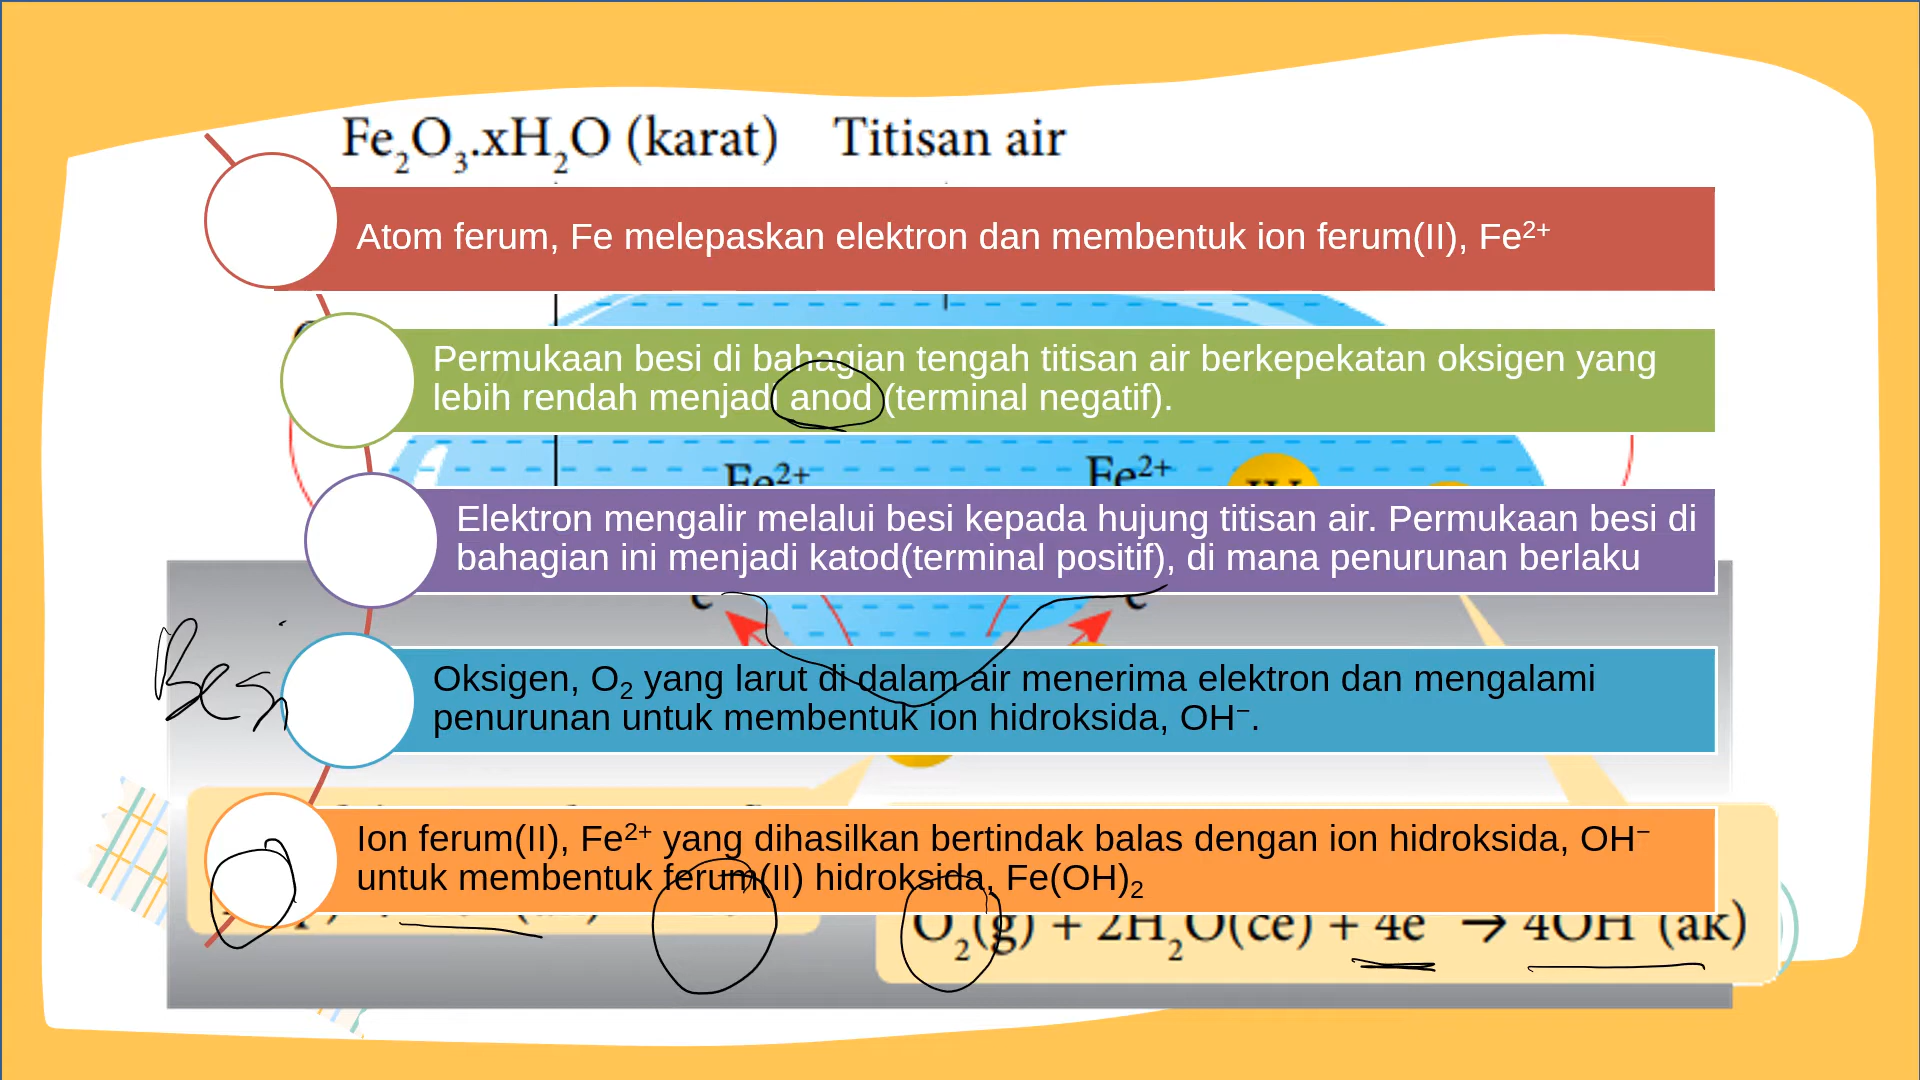 Fe₂O₃.xH₂O (karat) Titisan air
Atom ferum, Fe melepaskan elektron dan membentuk ion ferum(II), Fe²⁺
Permukaan besi di bahagian tengah titisan air berkepekatan oksigen yang
lebih rendah menjadi anod (terminal negatif).
Fe²⁺ Fe²⁺
Elektron mengalir melalui besi kepada hujung titisan air. Permukaan besi di
bahagian ini menjadi katod(terminal positif), di mana penurunan berlaku
Besi
Oksigen, O₂ yang larut di dalam air menerima elektron dan mengalami
penurunan untuk membentuk ion hidroksida, OH⁻.
Ion ferum(II), Fe²⁺ yang dihasilkan bertindak balas dengan ion hidroksida, OH⁻
untuk membentuk ferum(II) hidroksida, Fe(OH)₂
O₂(g) + 2H₂O(ce) + 4e → 4OH (ak)